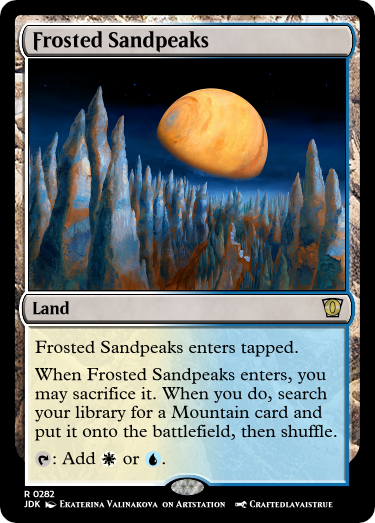 Frosted Sandpeaks
Land
Frosted Sandpeaks enters tapped.
When Frosted Sandpeaks enters, you
may sacrifice it. When you do, search
your library for a Mountain card and
put it onto the battlefield, then shuffle.
: Add or .
R 0282
JDK Ekaterina Valinakova on Artstation Craftedlavaistrue